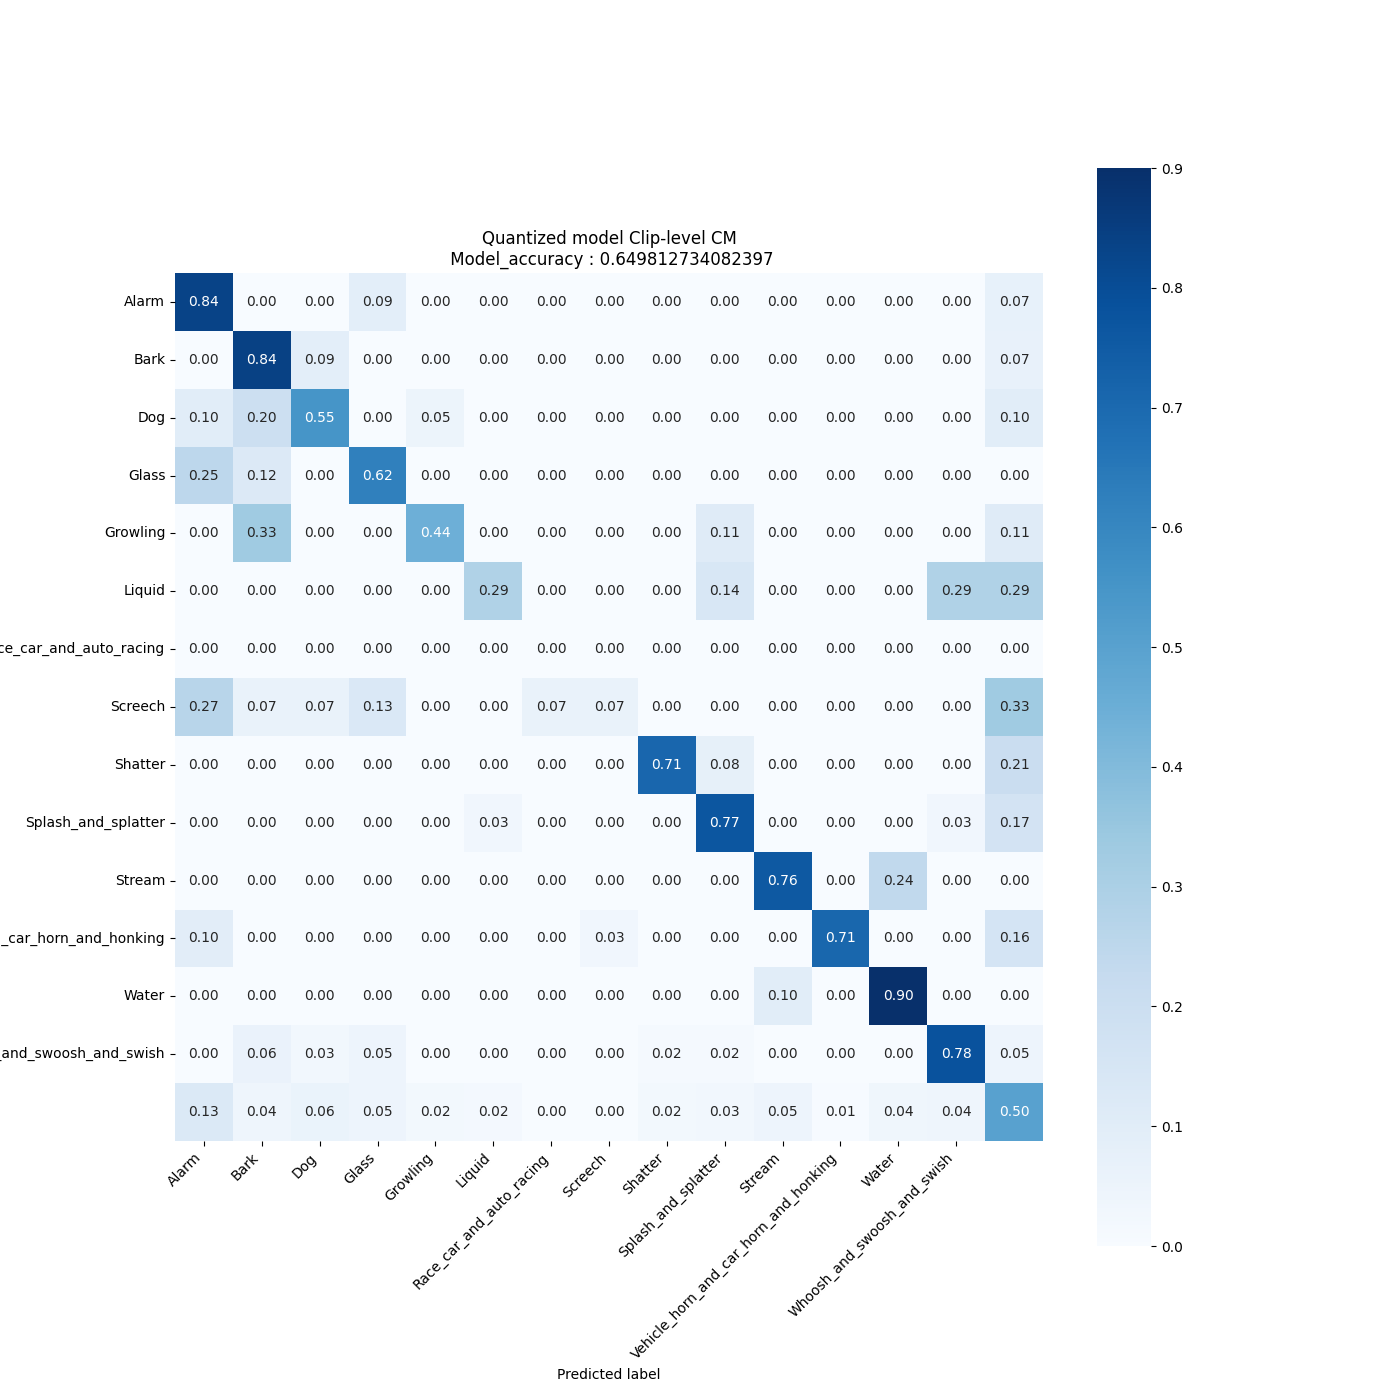 Quantized model Clip-level CM
Model_accuracy : 0.649812734082397
Alarm 0.84 0.00 0.00 0.09 0.00 0.00 0.00 0.00 0.00 0.00 0.00 0.00 0.00 0.00 0.07
Bark 0.00 0.84 0.09 0.00 0.00 0.00 0.00 0.00 0.00 0.00 0.00 0.00 0.00 0.00 0.07
Dog 0.10 0.20 0.55 0.00 0.05 0.00 0.00 0.00 0.00 0.00 0.00 0.00 0.00 0.00 0.10
Glass 0.25 0.12 0.00 0.62 0.00 0.00 0.00 0.00 0.00 0.00 0.00 0.00 0.00 0.00 0.00
Growling 0.00 0.33 0.00 0.00 0.44 0.00 0.00 0.00 0.00 0.11 0.00 0.00 0.00 0.00 0.11
Liquid 0.00 0.00 0.00 0.00 0.00 0.29 0.00 0.00 0.00 0.14 0.00 0.00 0.00 0.29 0.29
ce_car_and_auto_racing 0.00 0.00 0.00 0.00 0.00 0.00 0.00 0.00 0.00 0.00 0.00 0.00 0.00 0.00 0.00
Screech 0.27 0.07 0.07 0.13 0.00 0.00 0.07 0.07 0.00 0.00 0.00 0.00 0.00 0.00 0.33
Shatter 0.00 0.00 0.00 0.00 0.00 0.00 0.00 0.00 0.71 0.08 0.00 0.00 0.00 0.00 0.21
Splash_and_splatter 0.00 0.00 0.00 0.00 0.00 0.03 0.00 0.00 0.00 0.77 0.00 0.00 0.00 0.03 0.17
Stream 0.00 0.00 0.00 0.00 0.00 0.00 0.00 0.00 0.00 0.00 0.76 0.00 0.24 0.00 0.00
_car_horn_and_honking 0.10 0.00 0.00 0.00 0.00 0.00 0.00 0.03 0.00 0.00 0.00 0.71 0.00 0.00 0.16
Water 0.00 0.00 0.00 0.00 0.00 0.00 0.00 0.00 0.00 0.00 0.10 0.00 0.90 0.00 0.00
_and_swoosh_and_swish 0.00 0.06 0.03 0.05 0.00 0.00 0.00 0.00 0.02 0.02 0.00 0.00 0.00 0.78 0.05
0.13 0.04 0.06 0.05 0.02 0.02 0.00 0.00 0.02 0.03 0.05 0.01 0.04 0.04 0.50
Alarm
Bark
Dog
Glass
Growling
Liquid
Race_car_and_auto_racing
Screech
Shatter
Splash_and_splatter
Stream
Vehicle_horn_and_car_horn_and_honking
Water
Whoosh_and_swoosh_and_swish
Predicted label
0.9
0.8
0.7
0.6
0.5
0.4
0.3
0.2
0.1
0.0